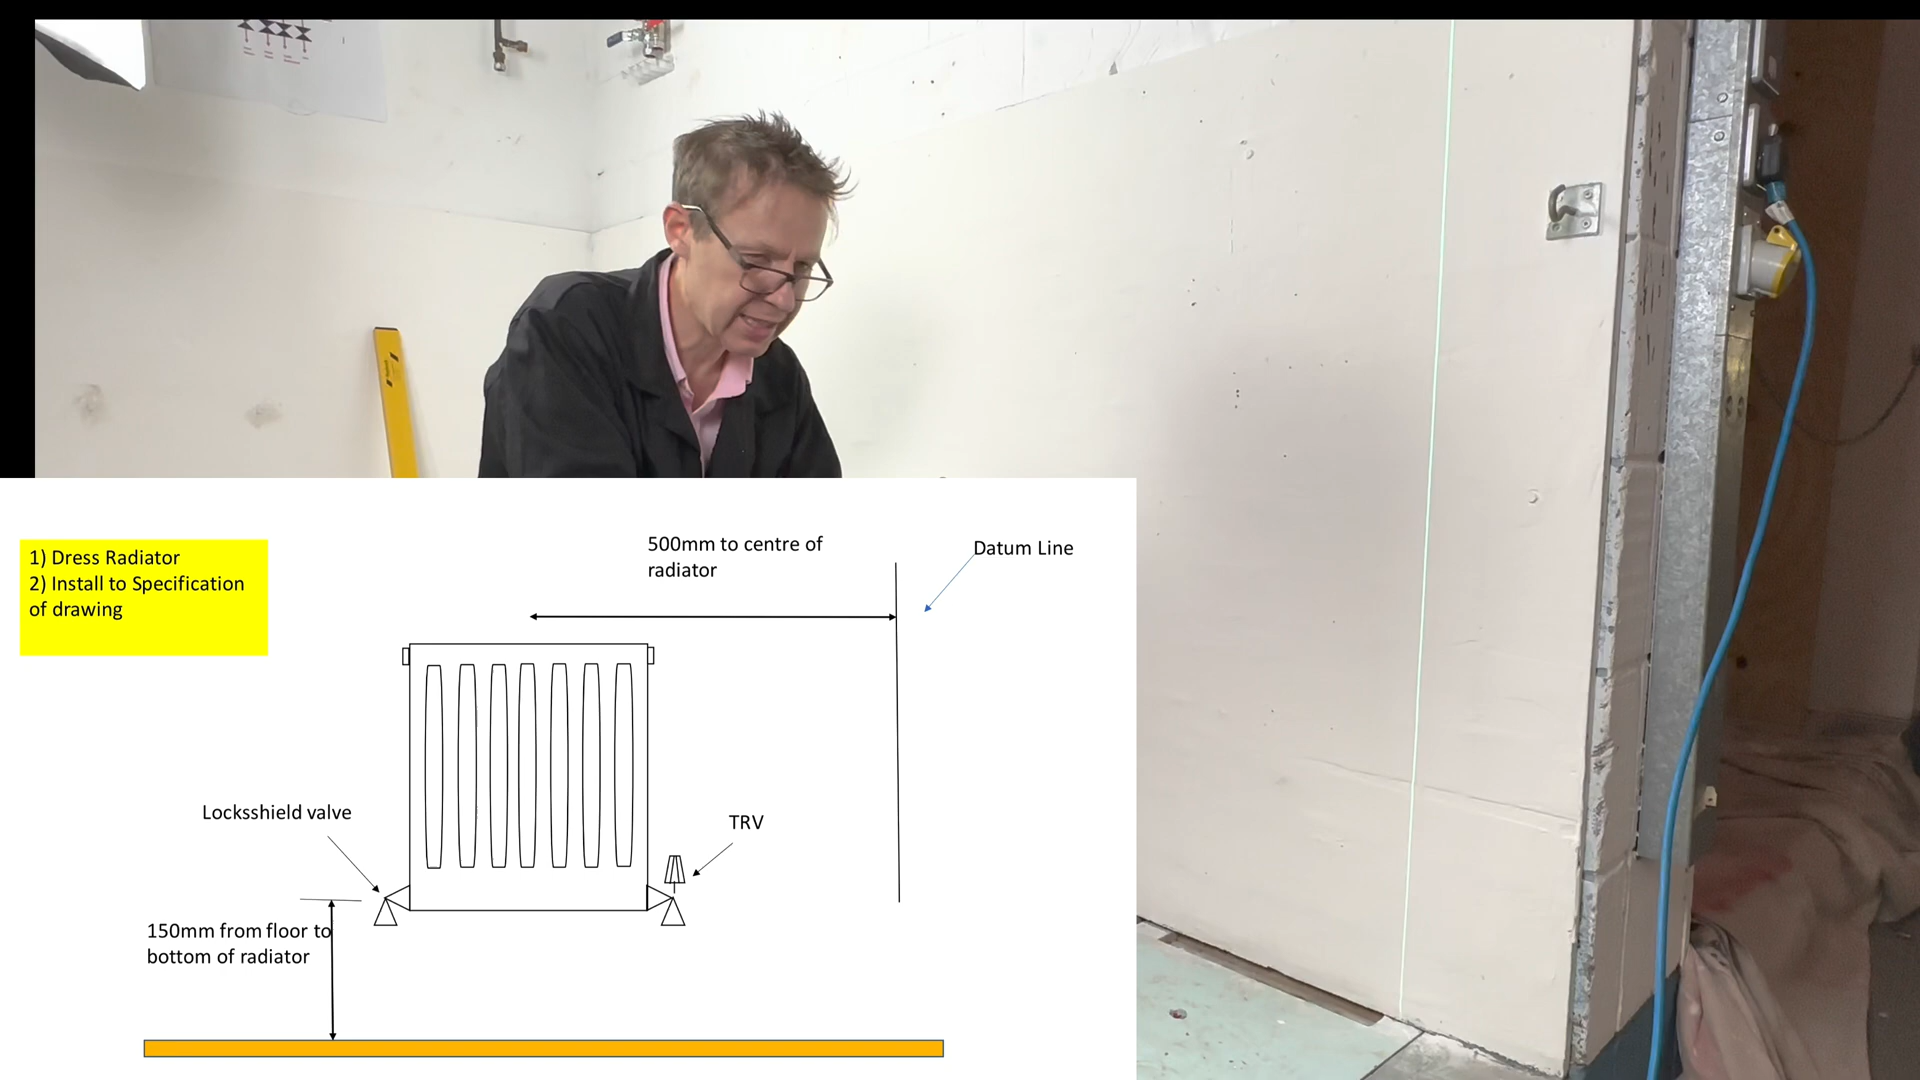 1) Dress Radiator
2) Install to Specification
of drawing
500mm to centre of
radiator
Datum Line
Locksshield valve
TRV
150mm from floor to
bottom of radiator